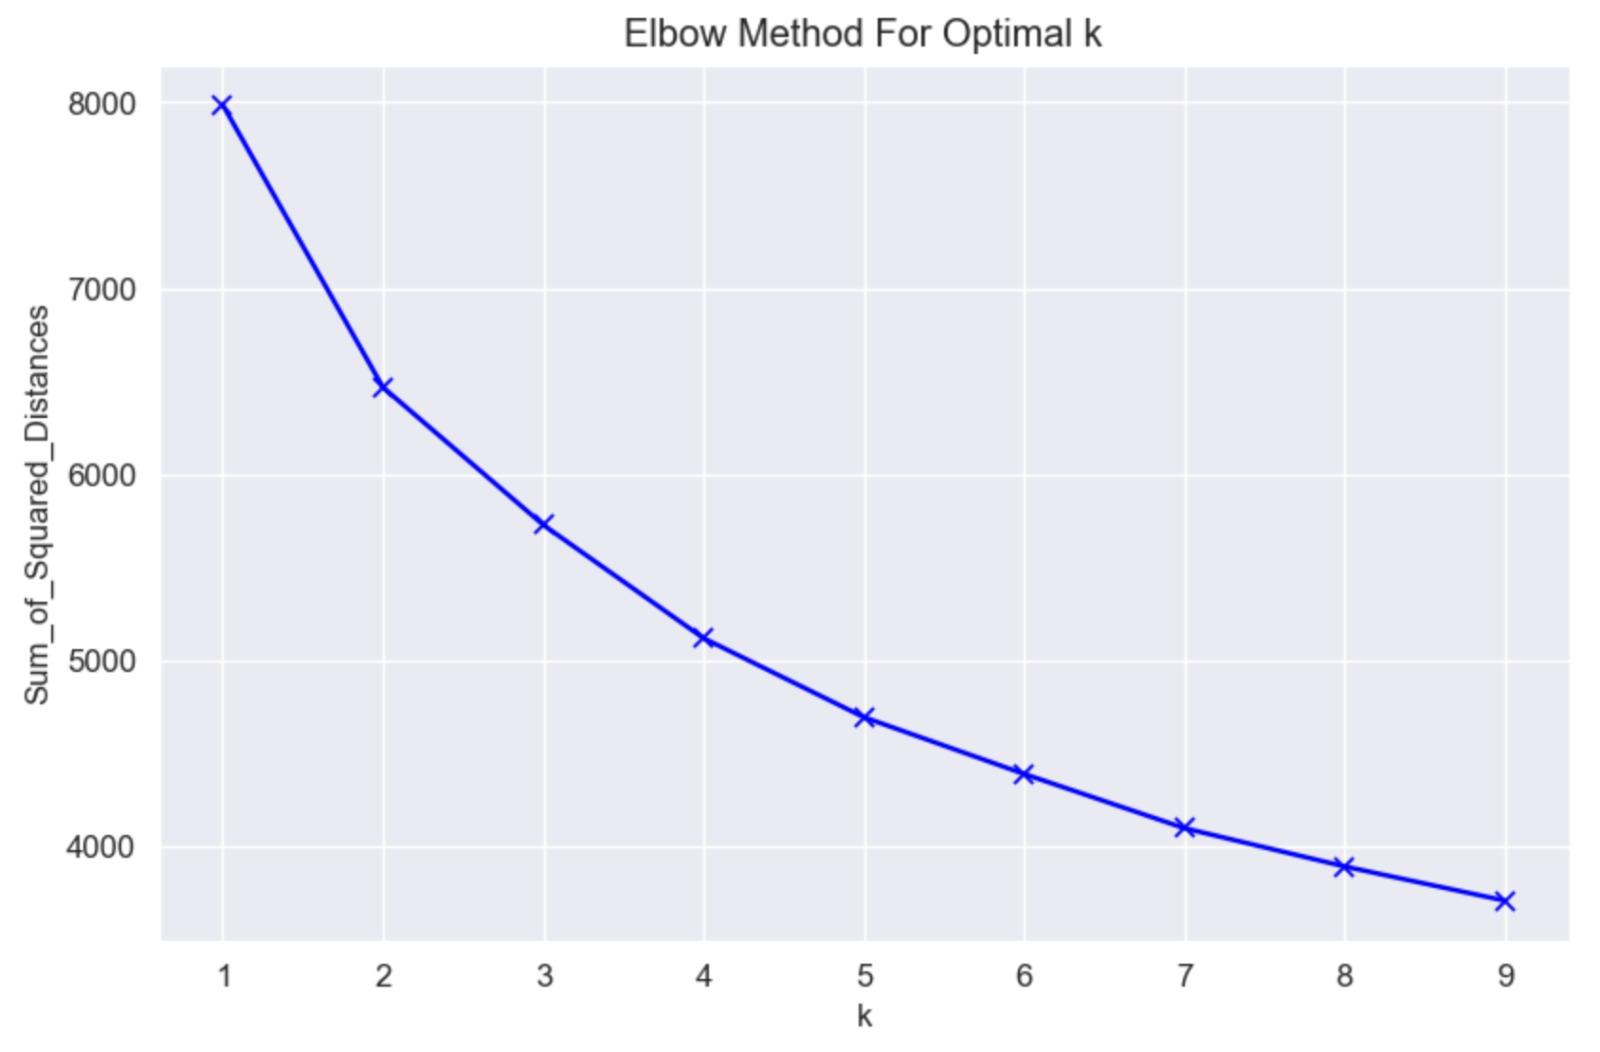 Elbow Method For Optimal k
8000
7000
6000
5000
4000
Sum_of_Squared_Distances
1 2 3 4 5 6 7 8 9
k